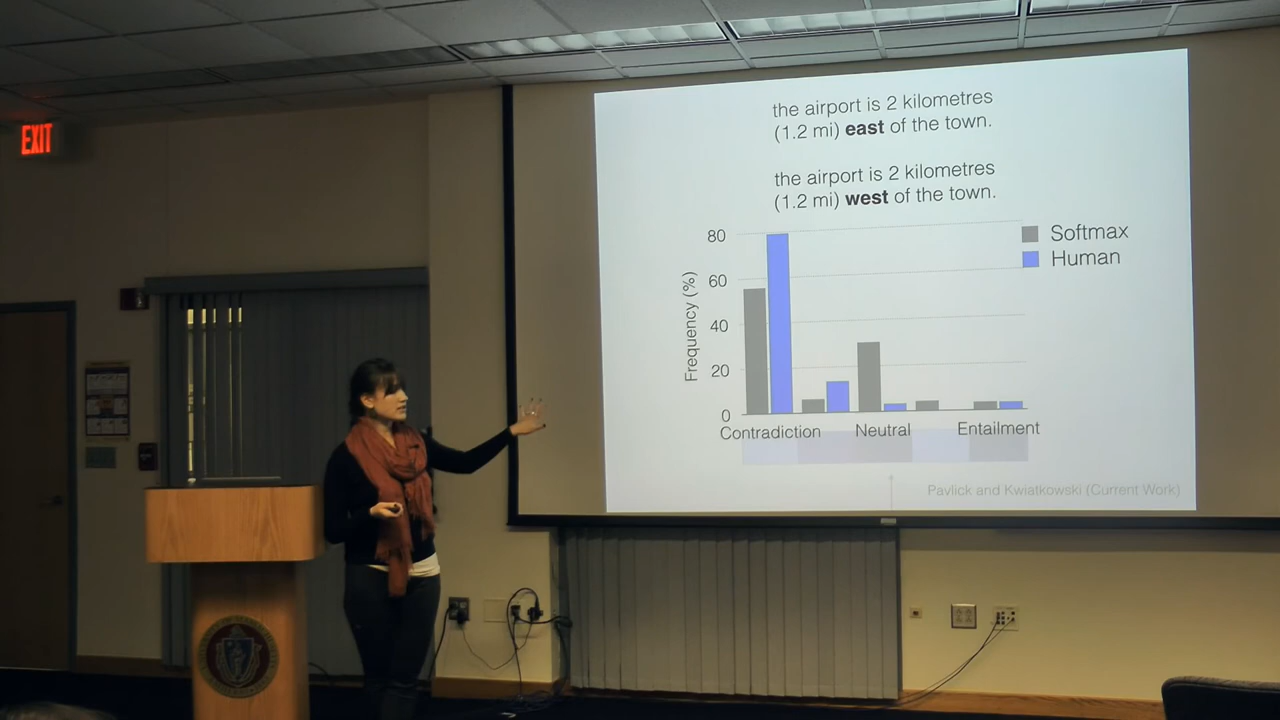 EXIT
the airport is 2 kilometres
(1.2 mi) east of the town.
the airport is 2 kilometres
(1.2 mi) west of the town.
Softmax
Human
Frequency (%)
80
60
40
20
0
Contradiction
Neutral
Entailment
Pavlick and Kwiatkowski (Current Work)